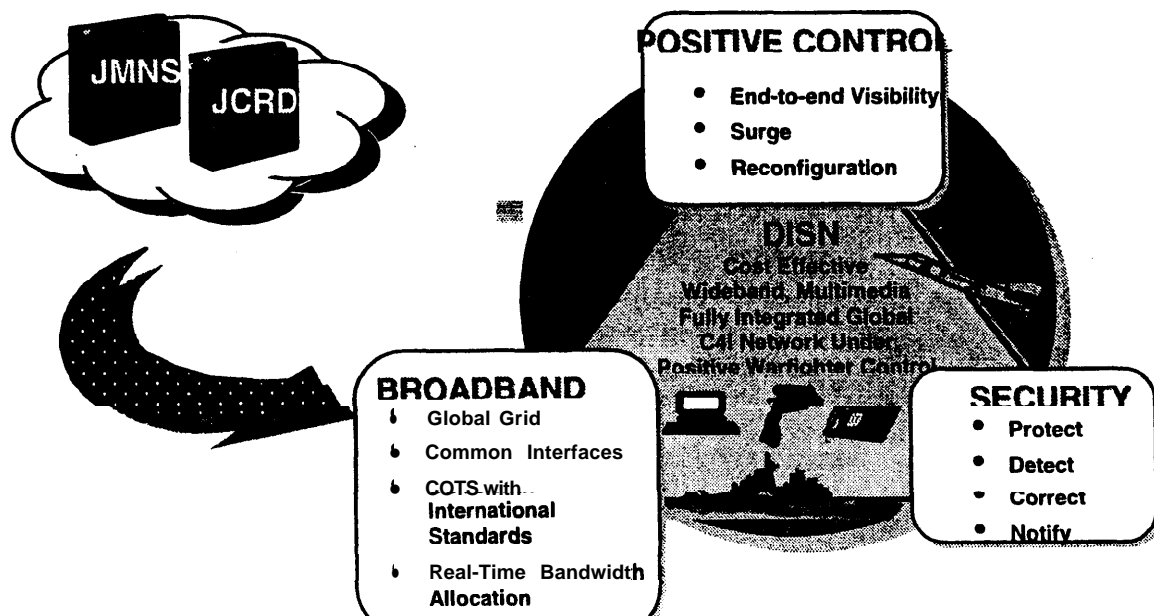 JMNS
JCRD
POSITIVE CONTROL
• End-to-end Visibility
• Surge
• Reconfiguration
DISN
Cost Effective
Wideband, Multimedia
Fully Integrated Global
C4I Network Under
Positive Warfighter Control
BROADBAND
• Global Grid
• Common Interfaces
• COTS with
International
Standards
• Real-Time Bandwidth
Allocation
SECURITY
• Protect
• Detect
• Correct
• Notify